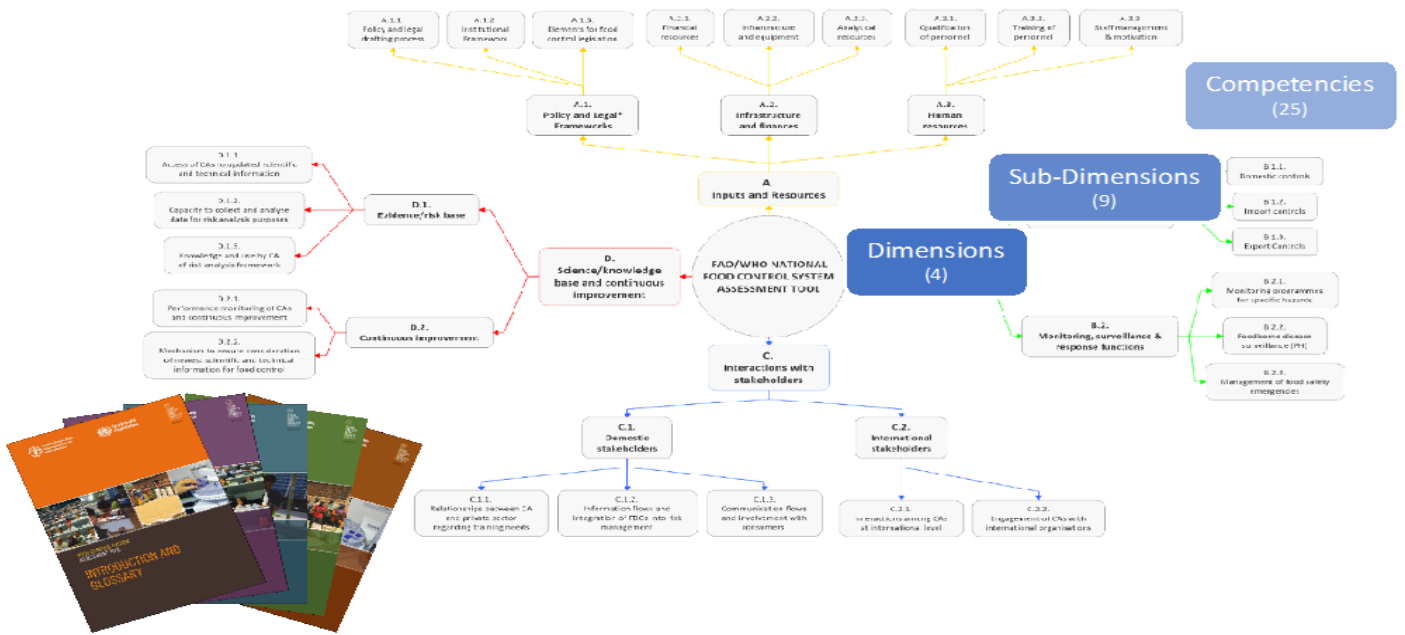 A.1.1
Policy and legal
drafting process
A.1.2
Institutional
Framework
A.1.3.
Elements for food
control legislation
A.2.1.
Financial
resources
A.2.2.
Infrastructure
and equipment
A.2.3.
Analytical
resources
A.3.1.
Qualification
of personnel
A.3.2.
Training of
personnel
A.3.3
Staff management
& motivation
Competencies
(25)
A.1.
Policy and Legal*
Frameworks
A.2.
Infrastructure
and finances
A.3.
Human
resources
A.
Inputs and Resources
Sub-Dimensions
(9)
B.1.1.
Domestic controls
B.1.2.
Import controls
B.1.3.
Export Controls
D.1.1
Access of CAs to updated scientific
and technical information
D.1.2.
Capacity to collect and analyse
data for risk analysis purposes
D.1.3.
Knowledge and use by CA
of risk analysis framework
D.1.
Evidence/risk base
D.
Science/knowledge
base and continuous
improvement
FAO/WHO NATIONAL
FOOD CONTROL SYSTEM
ASSESSMENT TOOL
Dimensions
(4)
D.2.1.
Performance monitoring of CAs
and continuous improvement
D.2.2.
Mechanism to ensure consideration
of newest scientific and technical
information for food control
D.2.
Continuous improvement
B.2.
Monitoring, surveillance &
response functions
B.2.1.
Monitoring programmes
for specific hazards
B.2.2.
Foodborne disease
surveillance (PH)
B.2.3.
Management of food safety
emergencies
C.
Interactions with
stakeholders
C.1.
Domestic
stakeholders
C.2.
International
stakeholders
C.1.1.
Relationships between CA
and private sector
regarding training needs
C.1.2.
Information flows and
integration of FBOs into risk
management
C.1.3.
Communication flows
and involvement with
consumers
C.2.1.
Interactions among CAs
at international level
C.2.2.
Engagement of CAs with
international organisations
INTRODUCTION AND
GLOSSARY